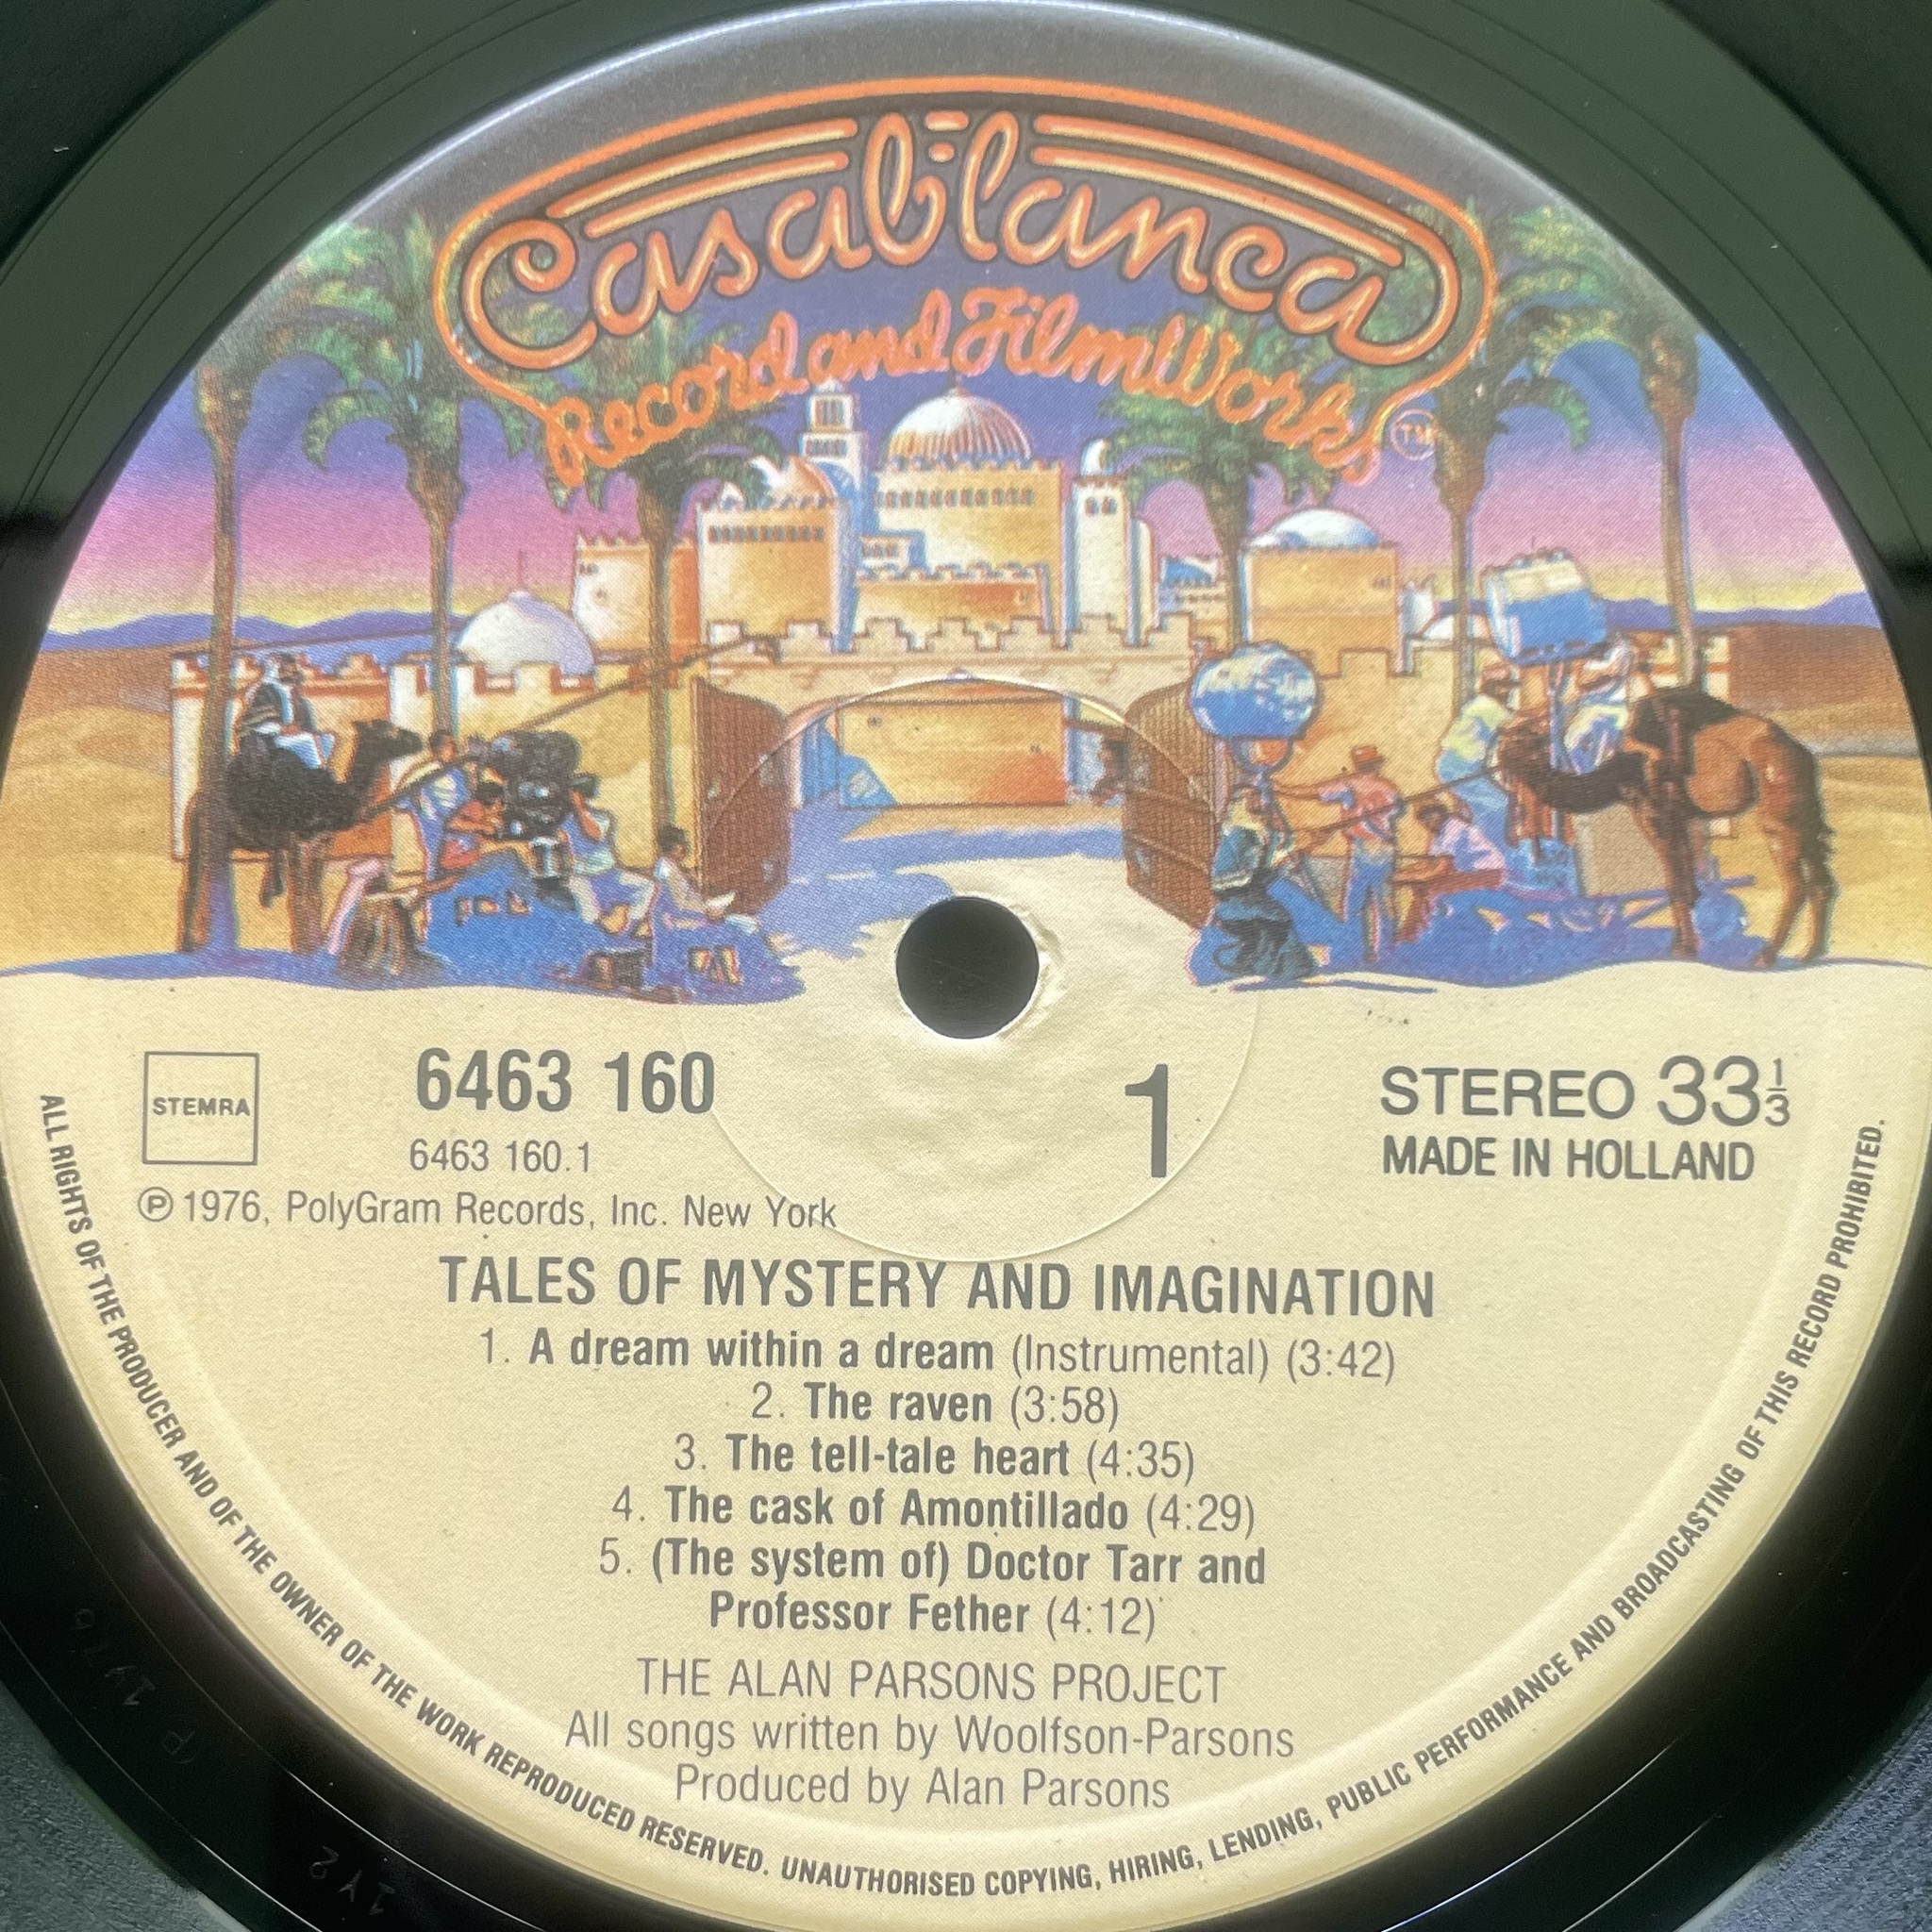 Casablanca
Record and FilmWorks
TM
STEMRA
6463 160
6463 160.1
1
STEREO 33 1/3
MADE IN HOLLAND
Ⓟ 1976, PolyGram Records, Inc. New York
TALES OF MYSTERY AND IMAGINATION
1. A dream within a dream (Instrumental) (3:42)
2. The raven (3:58)
3. The tell-tale heart (4:35)
4. The cask of Amontillado (4:29)
5. (The system of) Doctor Tarr and
Professor Fether (4:12)
THE ALAN PARSONS PROJECT
All songs written by Woolfson-Parsons
Produced by Alan Parsons
ALL RIGHTS OF THE PRODUCER AND OF THE OWNER OF THE WORK REPRODUCED RESERVED. UNAUTHORISED COPYING, HIRING, LENDING, PUBLIC PERFORMANCE AND BROADCASTING OF THIS RECORD PROHIBITED.